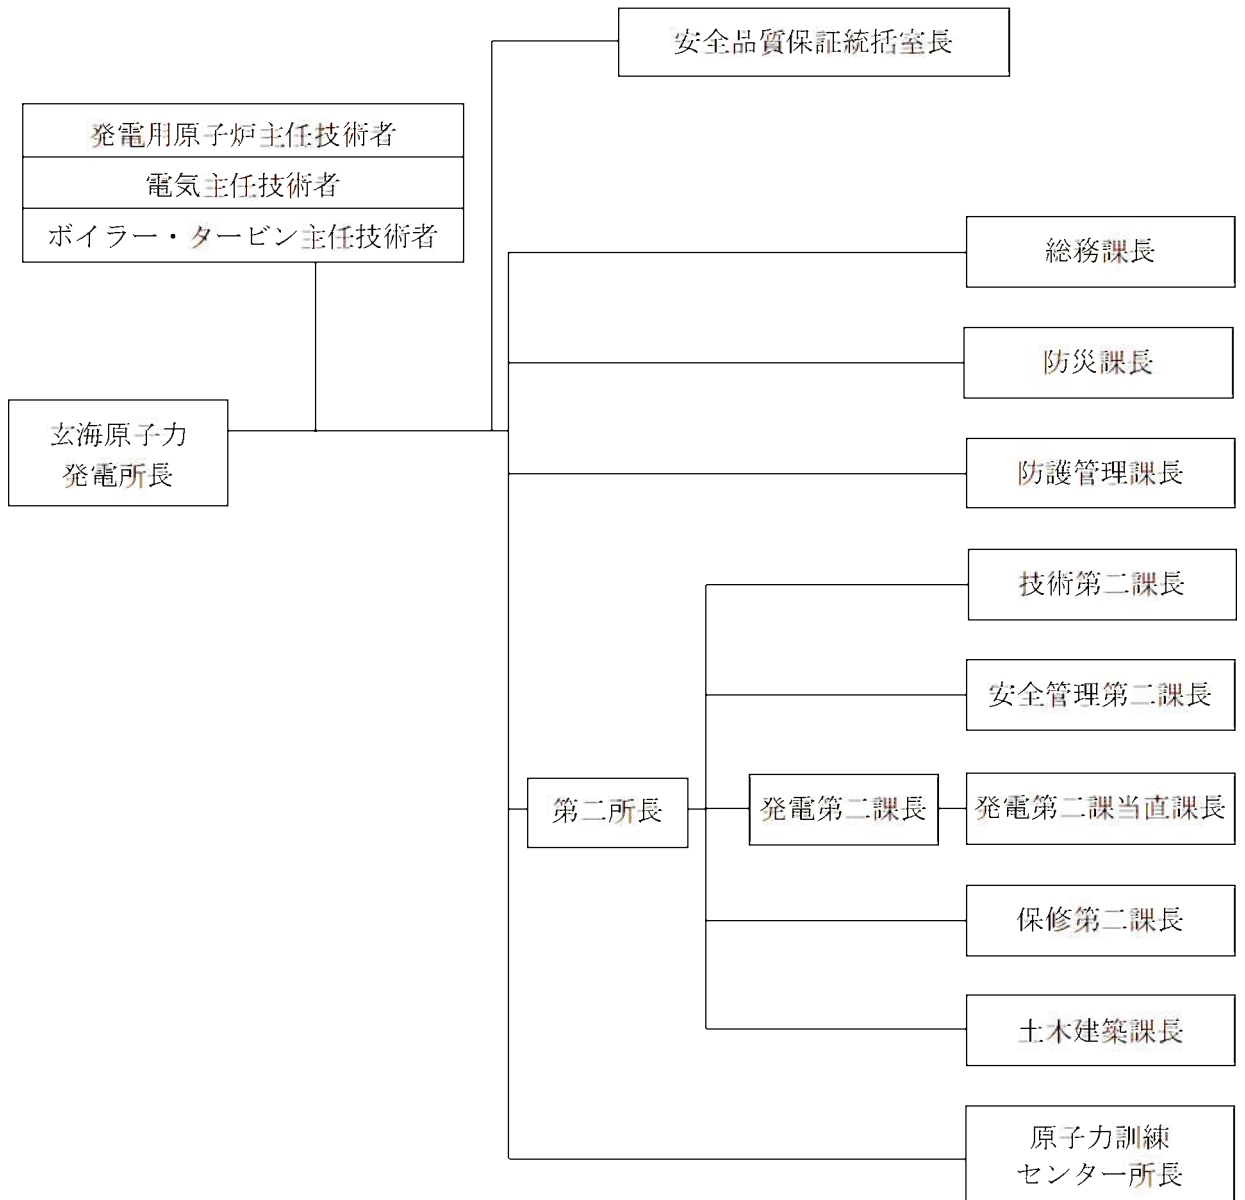 安全品質保証統括室長
発電用原子炉主任技術者
電気主任技術者
ボイラー・タービン主任技術者
総務課長
防災課長
玄海原子力
発電所長
防護管理課長
技術第二課長
安全管理第二課長
第二所長
発電第二課長
発電第二課当直課長
保修第二課長
土木建築課長
原子力訓練
センター所長